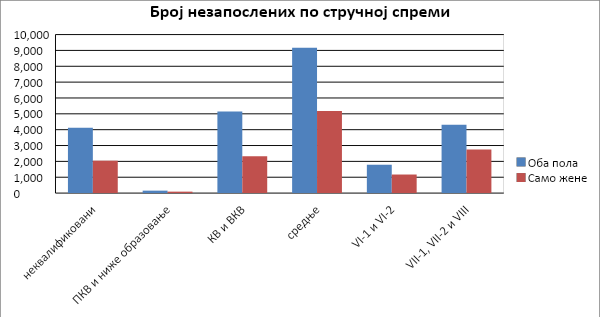 Број незапослених по стручној спреми
10,000
9,000
8,000
7,000
6,000
5,000
4,000
3,000
2,000
1,000
0
неквалификовани
ПКВ и ниже образовање
КВ и ВКВ
средње
VI-1 и VI-2
VII-1, VII-2 и VIII
Оба пола
Само жене